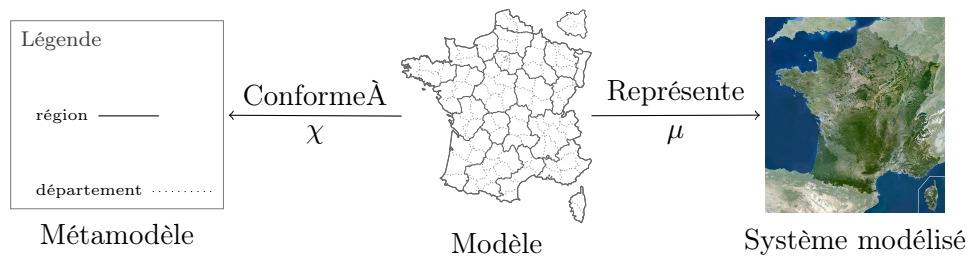 Légende
région
département
Métamodèle
ConformeÀ
χ
Modèle
Représente
μ
Système modélisé